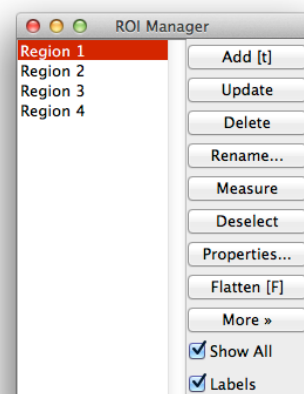 ROI Manager
Region 1
Region 2
Region 3
Region 4
Add [t]
Update
Delete
Rename...
Measure
Deselect
Properties...
Flatten [F]
More »
Show All
Labels